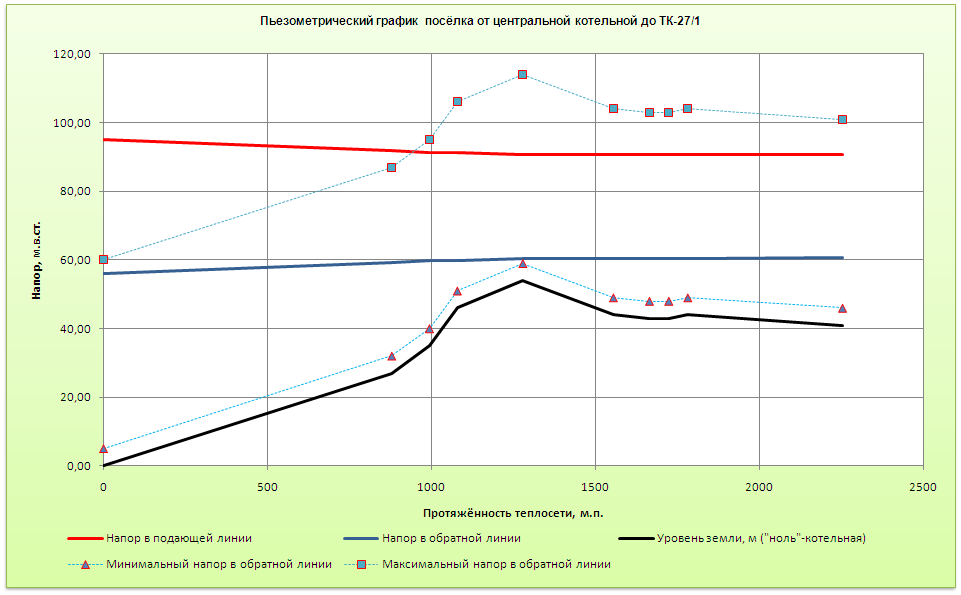 Пьезометрический график посёлка от центральной котельной до ТК-27/1
120,00
100,00
80,00
60,00
40,00
20,00
0,00
Напор, м.в.ст.
0 500 1000 1500 2000 2500
Протяжённость теплосети, м.п.
Напор в подающей линии Напор в обратной линии Уровень земли, м ("ноль"-котельная)
Минимальный напор в обратной линии Максимальный напор в обратной линии